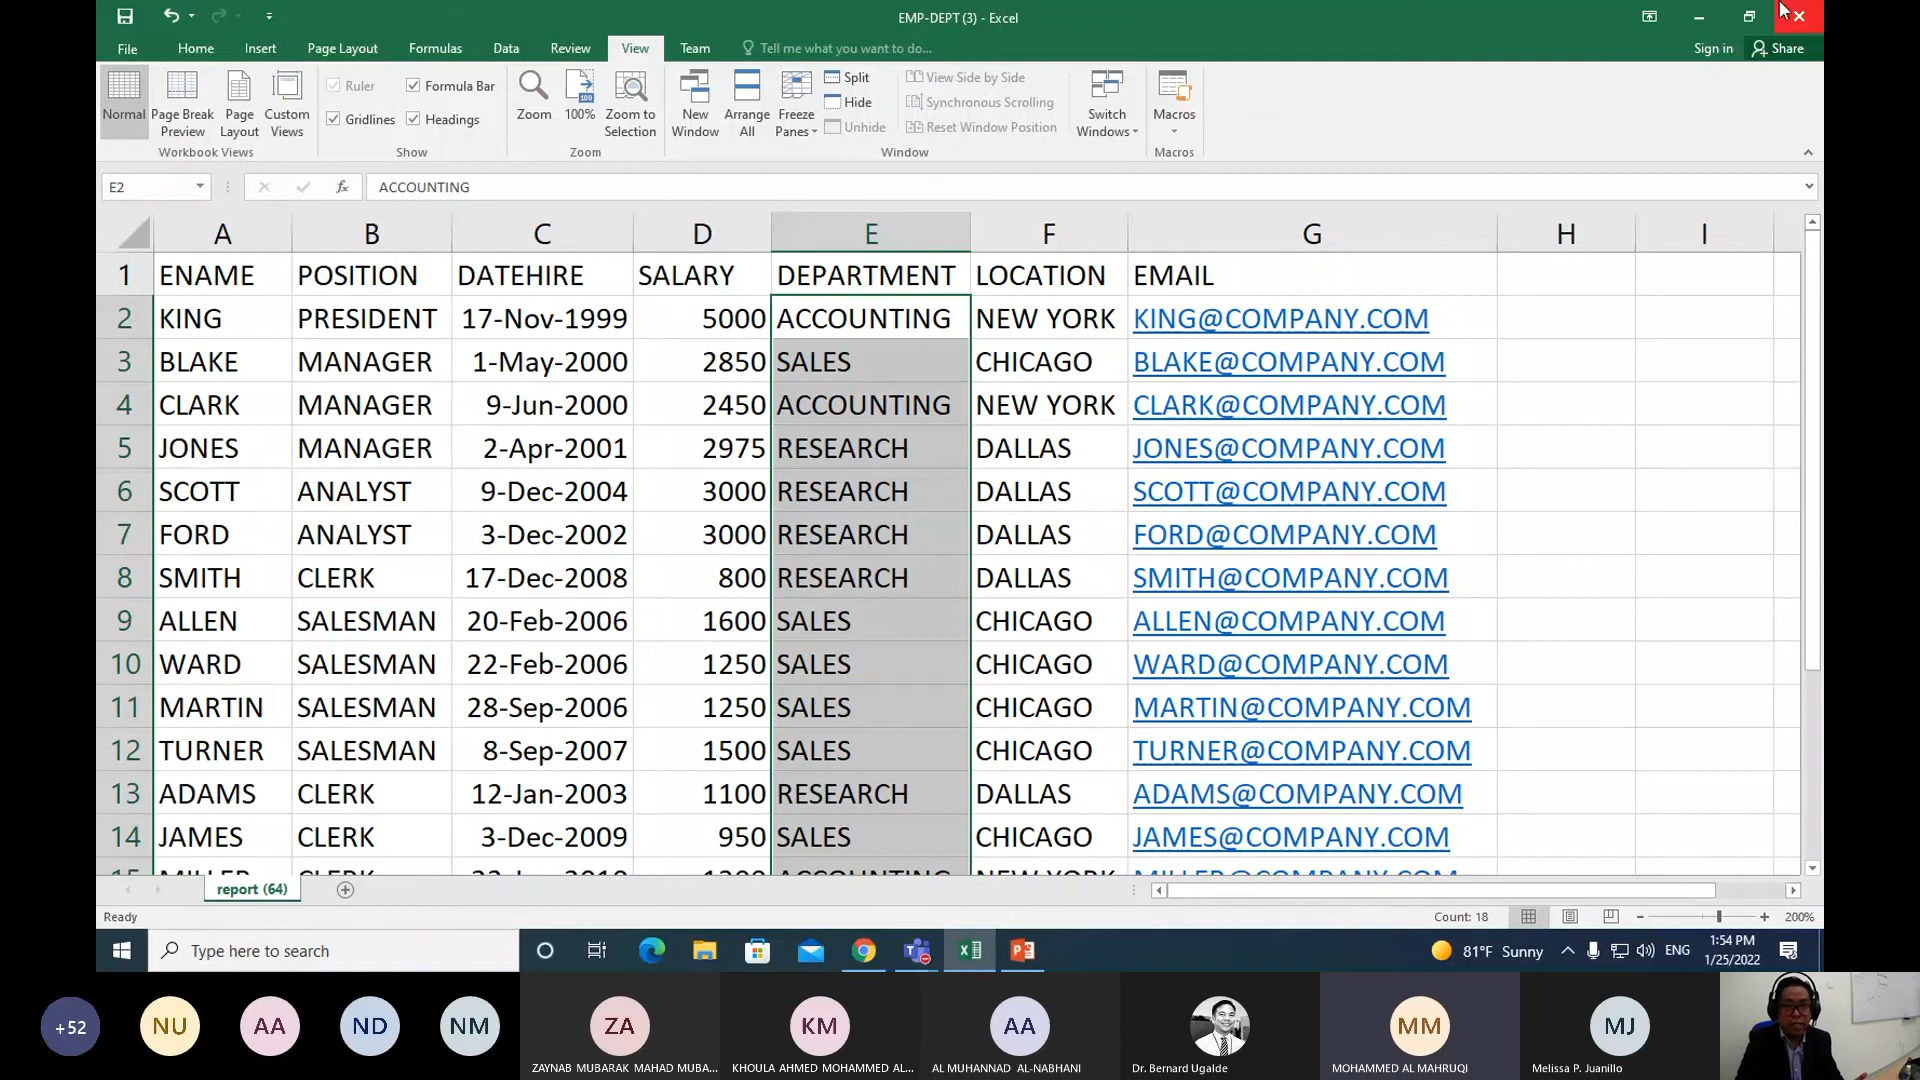 EMP-DEPT (3) - Excel
File Home Insert Page Layout Formulas Data Review View Team Tell me what you want to do... Sign in Share
Normal Page Break Preview Page Layout Custom Views
Workbook Views
Ruler Formula Bar
Gridlines Headings
Show
Zoom 100% Zoom to Selection
Zoom
New Window Arrange All Freeze Panes
Split
Hide
Unhide
View Side by Side
Synchronous Scrolling
Reset Window Position
Switch Windows
Window
Macros
Macros
E2 fx ACCOUNTING
A B C D E F G H I
1 ENAME POSITION DATEHIRE SALARY DEPARTMENT LOCATION EMAIL
2 KING PRESIDENT 17-Nov-1999 5000 ACCOUNTING NEW YORK KING@COMPANY.COM
3 BLAKE MANAGER 1-May-2000 2850 SALES CHICAGO BLAKE@COMPANY.COM
4 CLARK MANAGER 9-Jun-2000 2450 ACCOUNTING NEW YORK CLARK@COMPANY.COM
5 JONES MANAGER 2-Apr-2001 2975 RESEARCH DALLAS JONES@COMPANY.COM
6 SCOTT ANALYST 9-Dec-2004 3000 RESEARCH DALLAS SCOTT@COMPANY.COM
7 FORD ANALYST 3-Dec-2002 3000 RESEARCH DALLAS FORD@COMPANY.COM
8 SMITH CLERK 17-Dec-2008 800 RESEARCH DALLAS SMITH@COMPANY.COM
9 ALLEN SALESMAN 20-Feb-2006 1600 SALES CHICAGO ALLEN@COMPANY.COM
10 WARD SALESMAN 22-Feb-2006 1250 SALES CHICAGO WARD@COMPANY.COM
11 MARTIN SALESMAN 28-Sep-2006 1250 SALES CHICAGO MARTIN@COMPANY.COM
12 TURNER SALESMAN 8-Sep-2007 1500 SALES CHICAGO TURNER@COMPANY.COM
13 ADAMS CLERK 12-Jan-2003 1100 RESEARCH DALLAS ADAMS@COMPANY.COM
14 JAMES CLERK 3-Dec-2009 950 SALES CHICAGO JAMES@COMPANY.COM
15 MILLER CLERK ACCOUNTING NEW YORK MILLER@COMPANY.COM
report (64)
Ready Count: 18 200%
Type here to search 81°F Sunny ENG 1:54 PM
1/25/2022
+52 NU AA ND NM ZA KM AA MM MJ
ZAYNAB MUBARAK MAHAD MUBA... KHOULA AHMED MOHAMMED AL... AL MUHANNAD AL-NABHANI Dr. Bernard Ugalde MOHAMMED AL MAHRUQI Melissa P. Juanillo